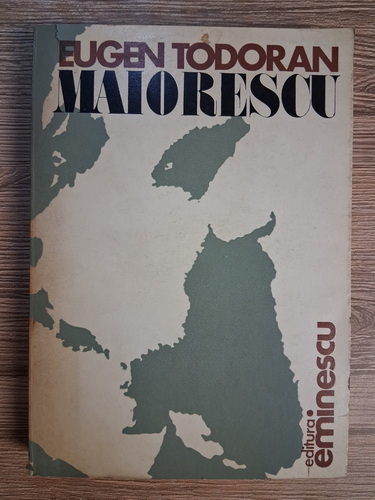 EUGEN TODORAN
MAIORESCU
editura
eminescu